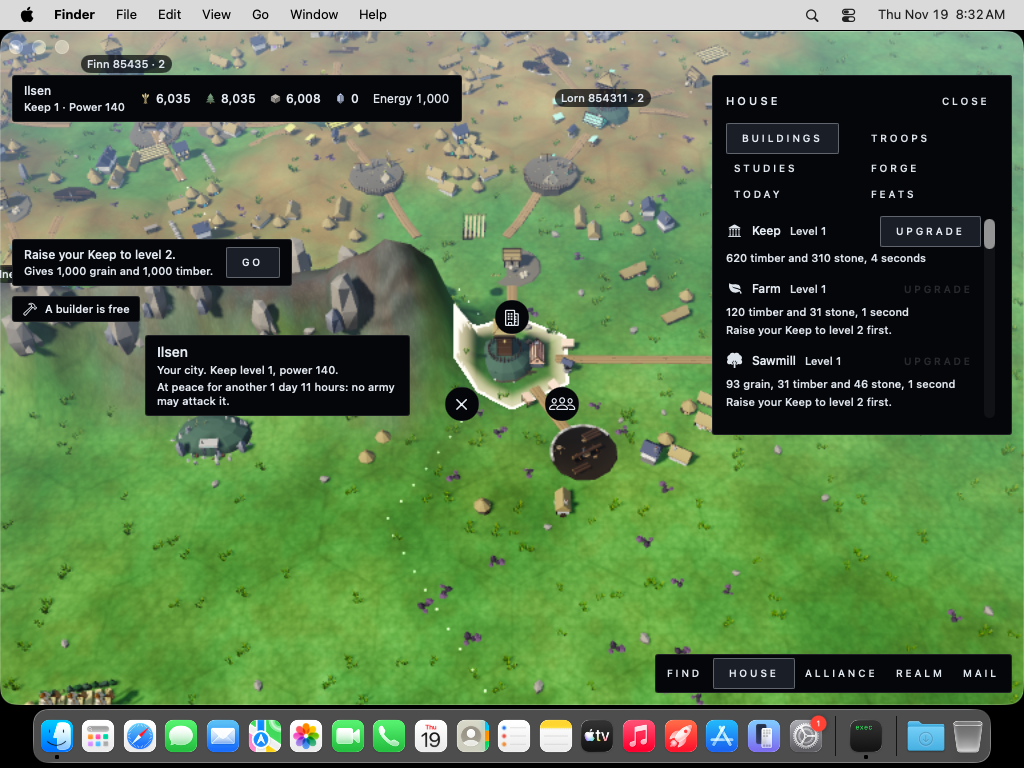 Finder File Edit View Go Window Help
Thu Nov 19 8:32 AM
Finn 85435 · 2
Ilsen
Keep 1 · Power 140
6,035 8,035 6,008 0 Energy 1,000
Lorn 854311 · 2
HOUSE
CLOSE
BUILDINGS
TROOPS
STUDIES
FORGE
TODAY
FEATS
Keep Level 1
UPGRADE
620 timber and 310 stone, 4 seconds
Farm Level 1
UPGRADE
120 timber and 31 stone, 1 second
Raise your Keep to level 2 first.
Sawmill Level 1
UPGRADE
93 grain, 31 timber and 46 stone, 1 second
Raise your Keep to level 2 first.
Raise your Keep to level 2.
Gives 1,000 grain and 1,000 timber.
GO
A builder is free
Ilsen
Your city. Keep level 1, power 140.
At peace for another 1 day 11 hours: no army
may attack it.
FIND
HOUSE
ALLIANCE
REALM
MAIL
Thu
19
tv
1
exec